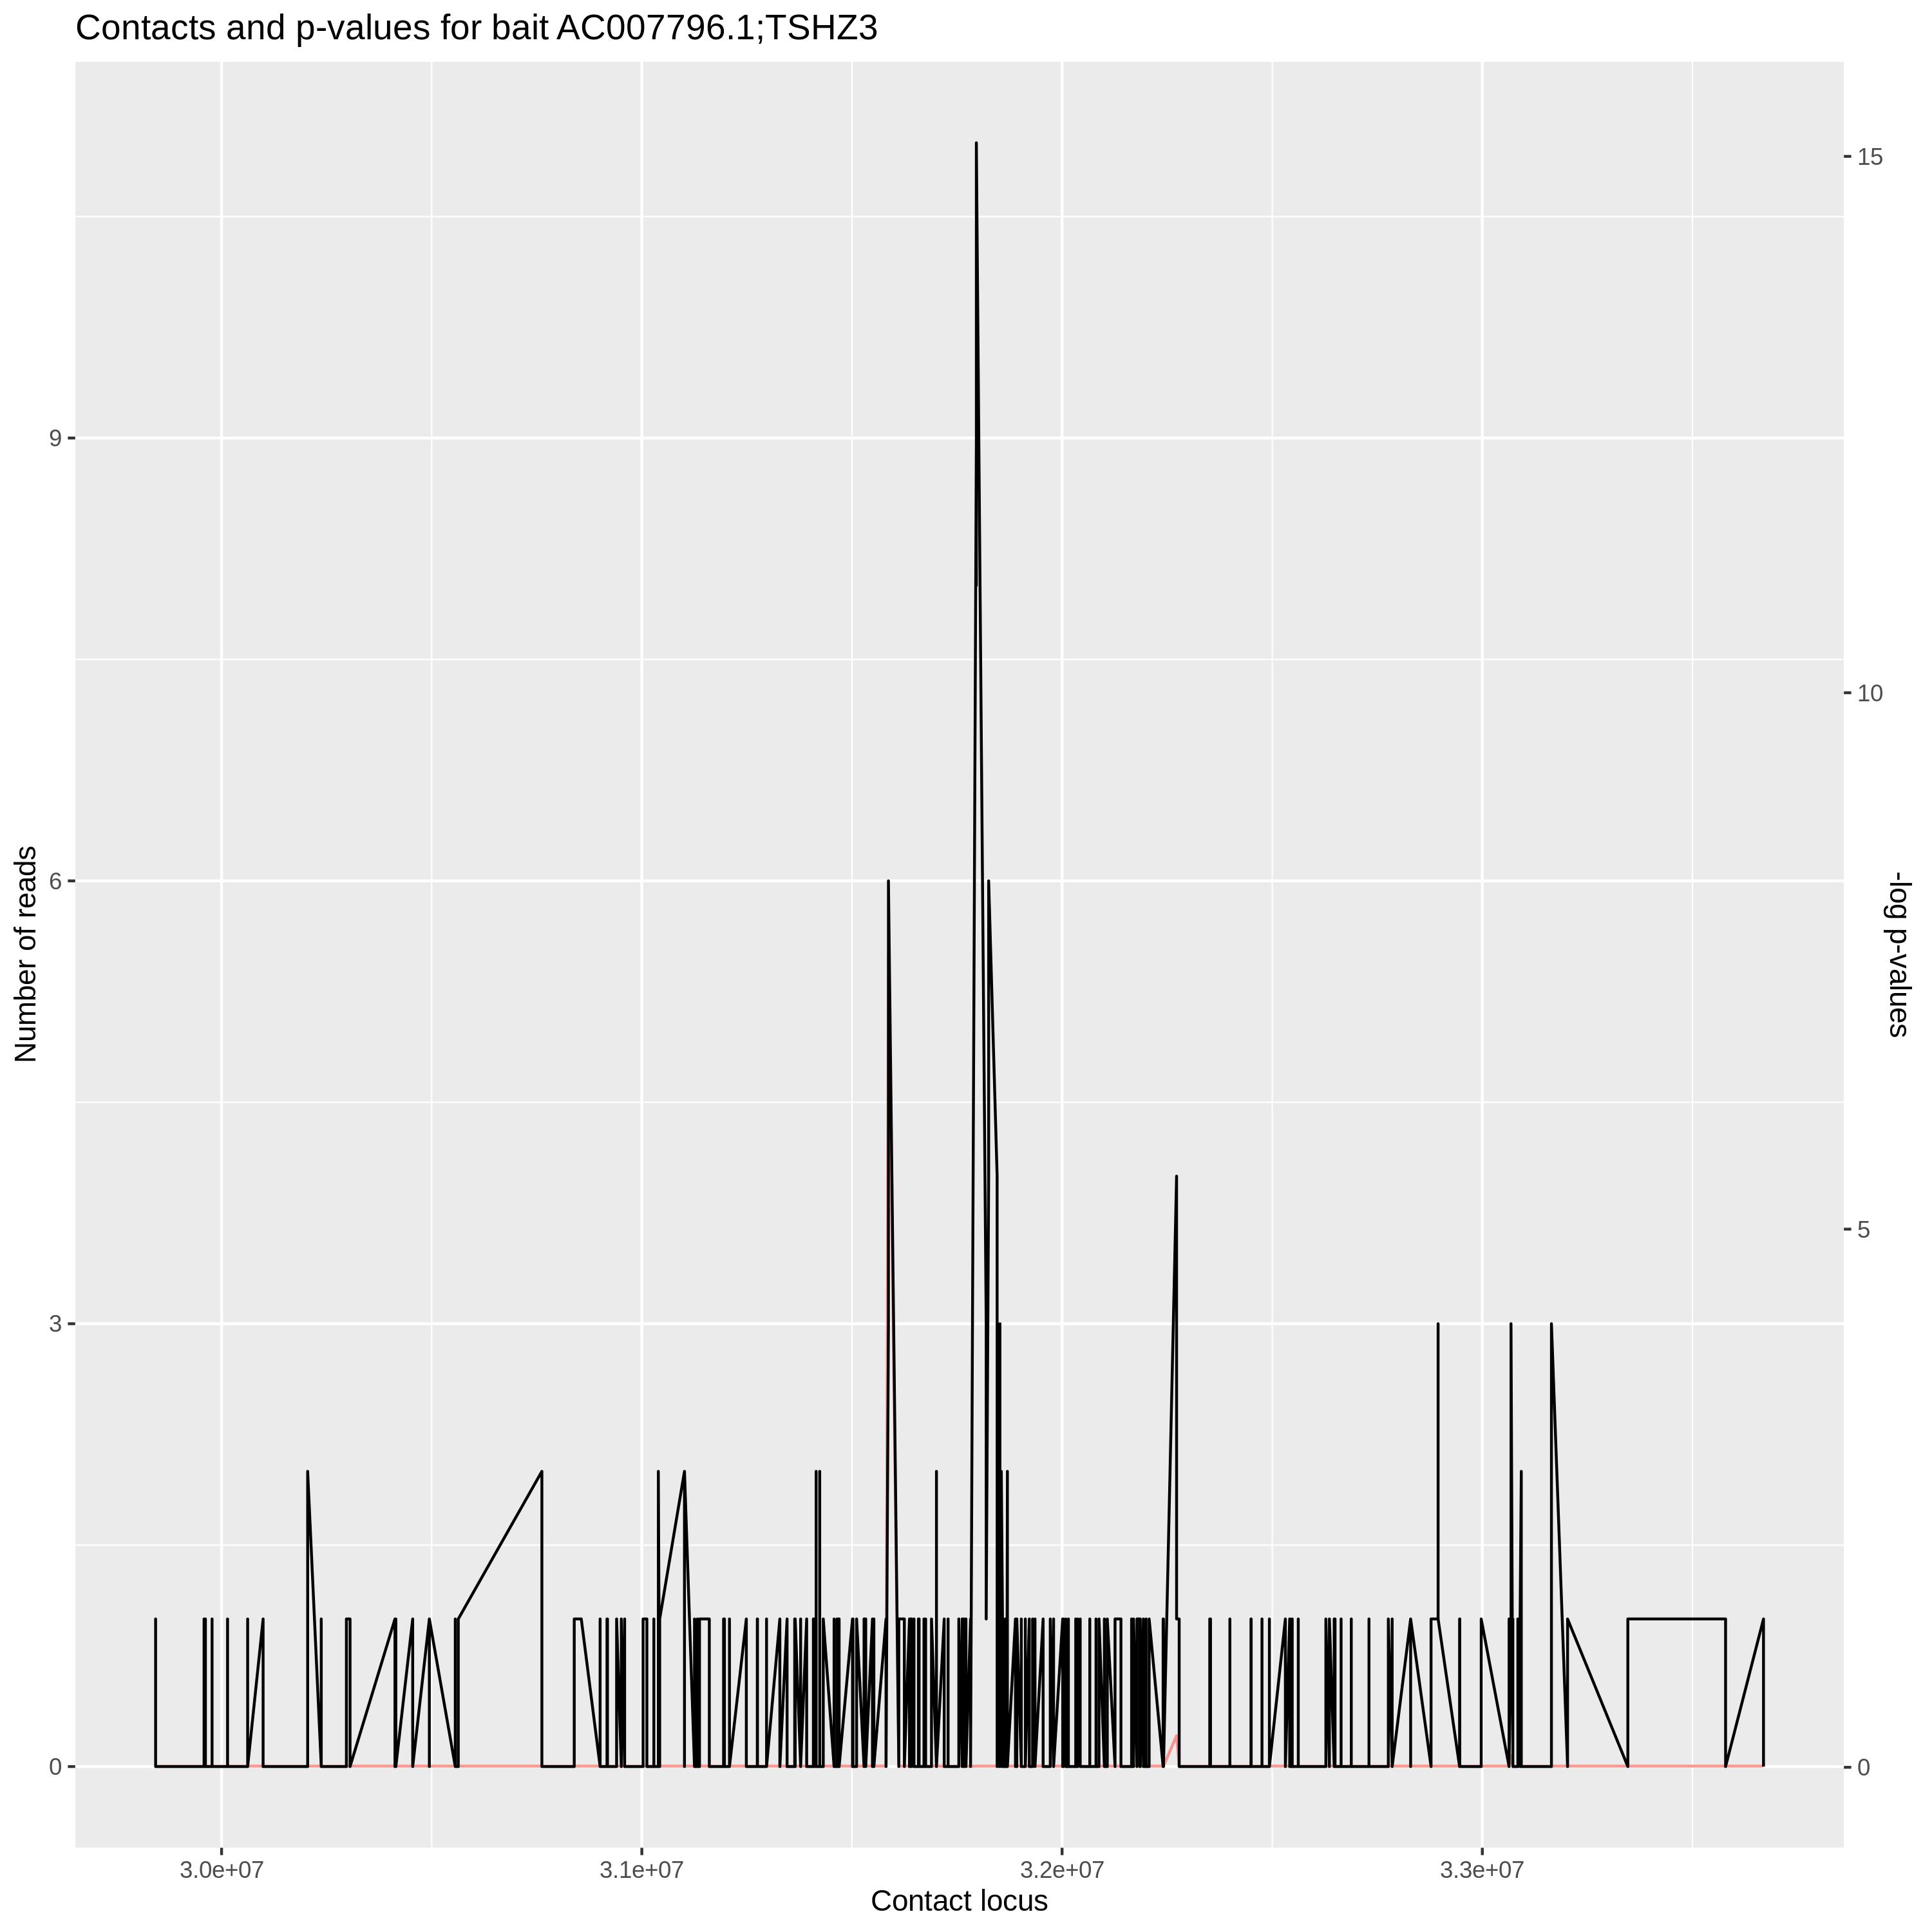 Contacts and p-values for bait AC007796.1;TSHZ3
15
9
10
Number of reads
6
-log p-values
5
3
0
0
3.0e+07
3.1e+07
3.2e+07
3.3e+07
Contact locus